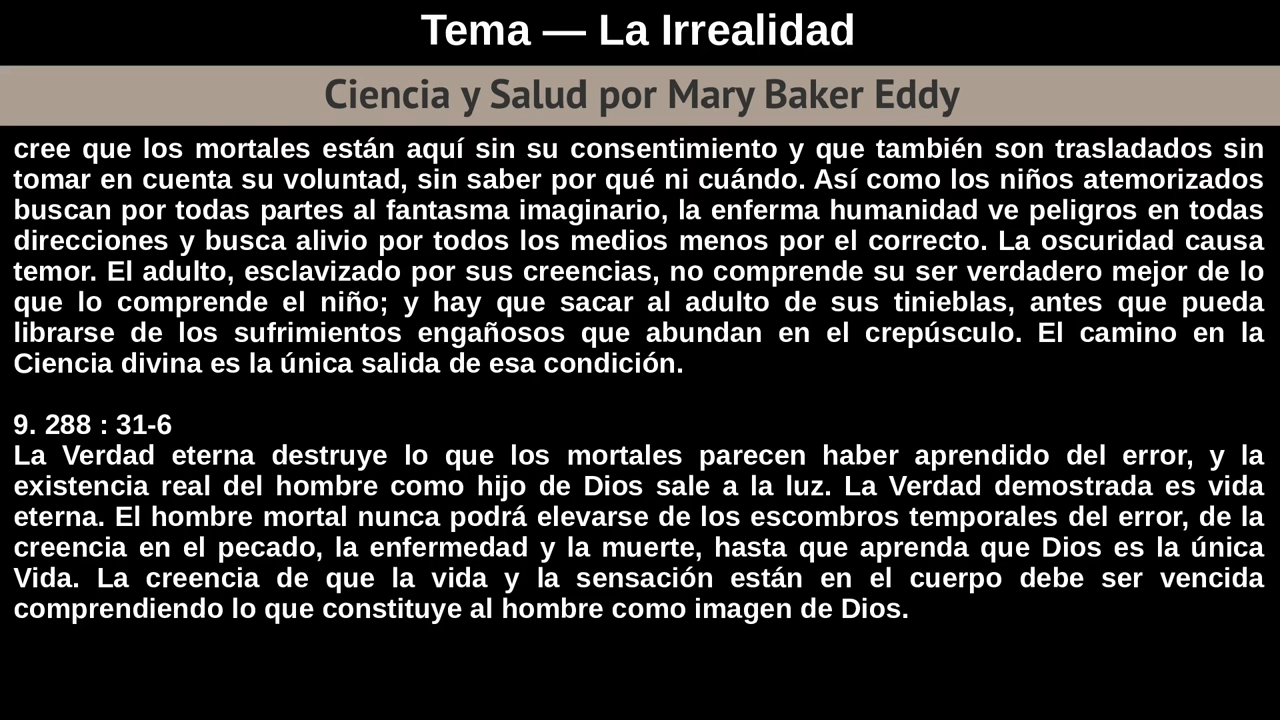 Tema — La Irrealidad
Ciencia y Salud por Mary Baker Eddy
cree que los mortales están aquí sin su consentimiento y que también son trasladados sin
tomar en cuenta su voluntad, sin saber por qué ni cuándo. Así como los niños atemorizados
buscan por todas partes al fantasma imaginario, la enferma humanidad ve peligros en todas
direcciones y busca alivio por todos los medios menos por el correcto. La oscuridad causa
temor. El adulto, esclavizado por sus creencias, no comprende su ser verdadero mejor de lo
que lo comprende el niño; y hay que sacar al adulto de sus tinieblas, antes que pueda
librarse de los sufrimientos engañosos que abundan en el crepúsculo. El camino en la
Ciencia divina es la única salida de esa condición.
9. 288 : 31-6
La Verdad eterna destruye lo que los mortales parecen haber aprendido del error, y la
existencia real del hombre como hijo de Dios sale a la luz. La Verdad demostrada es vida
eterna. El hombre mortal nunca podrá elevarse de los escombros temporales del error, de la
creencia en el pecado, la enfermedad y la muerte, hasta que aprenda que Dios es la única
Vida. La creencia de que la vida y la sensación están en el cuerpo debe ser vencida
comprendiendo lo que constituye al hombre como imagen de Dios.